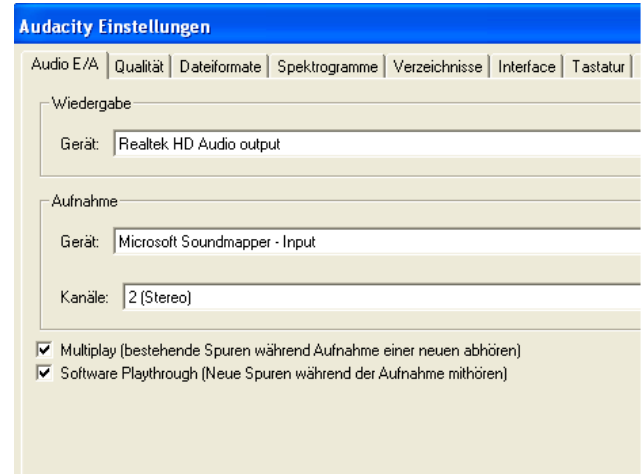 Audacity Einstellungen
Audio E/A Qualität Dateiformate Spektrogramme Verzeichnisse Interface Tastatur
Wiedergabe
Gerät: Realtek HD Audio output
Aufnahme
Gerät: Microsoft Soundmapper - Input
Kanäle: 2 (Stereo)
Multiplay (bestehende Spuren während Aufnahme einer neuen abhören)
Software Playthrough (Neue Spuren während der Aufnahme mithören)